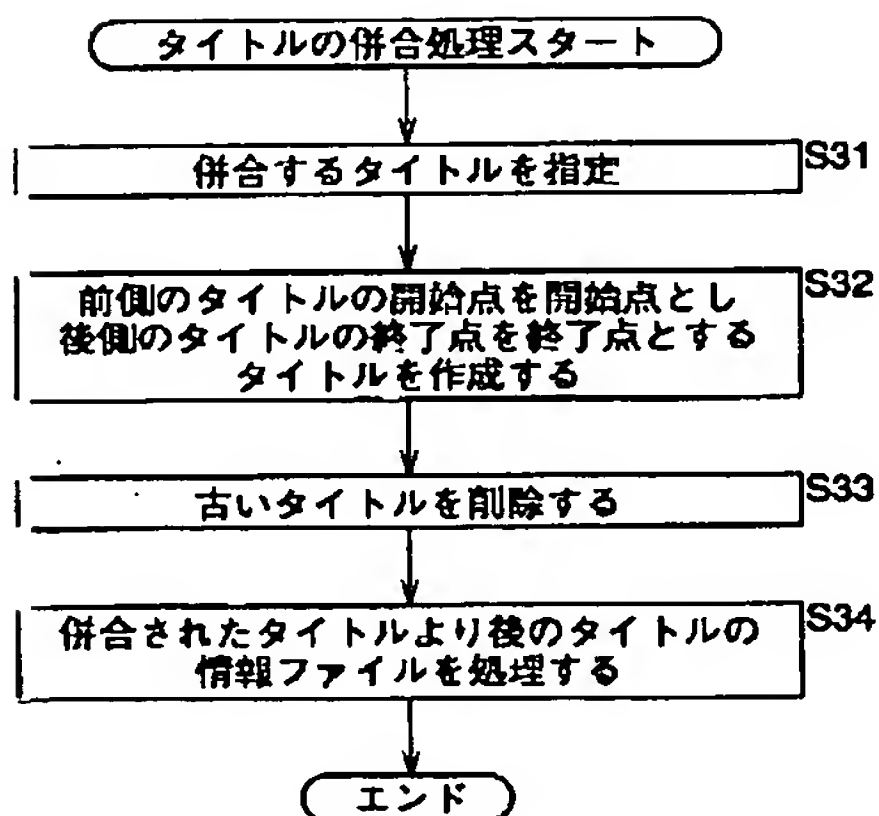 タイトルの併合処理スタート
併合するタイトルを指定
S31
前側のタイトルの開始点を開始点とし
後側のタイトルの終了点を終了点とする
タイトルを作成する
S32
古いタイトルを削除する
S33
併合されたタイトルより後のタイトルの
情報ファイルを処理する
S34
エンド